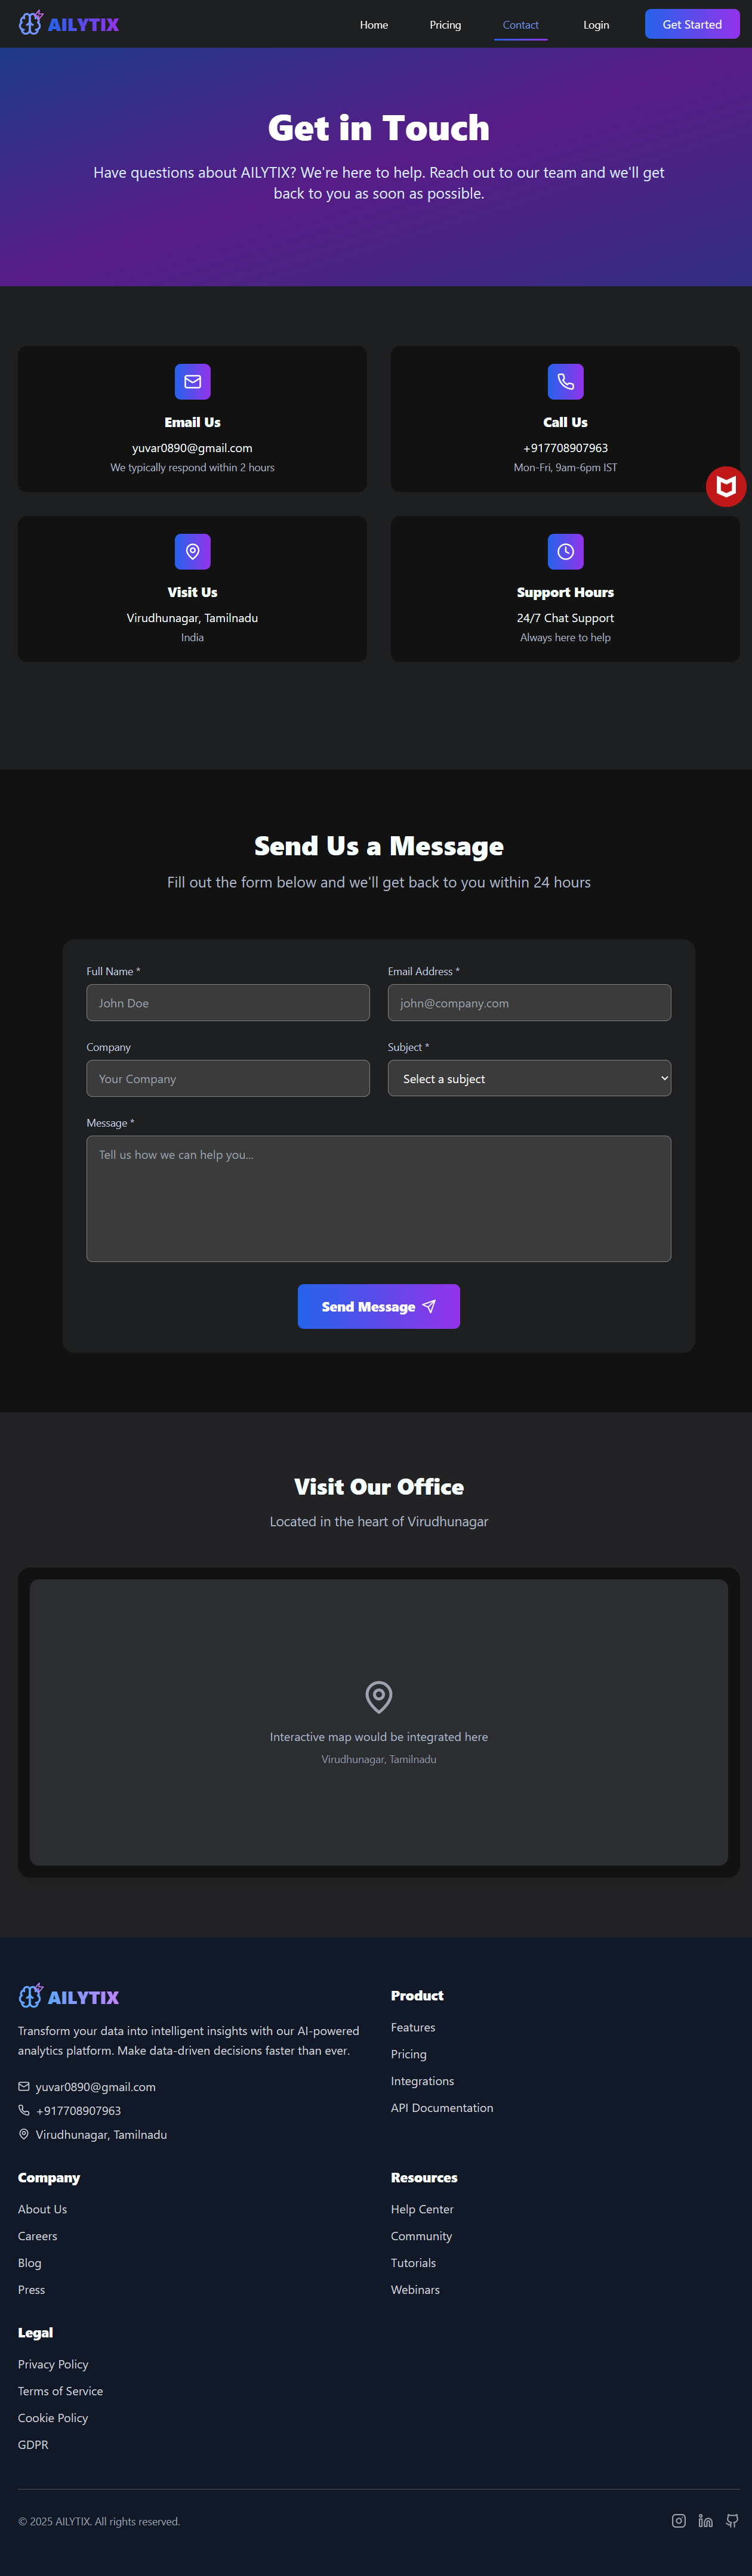 AILYTIX
Home
Pricing
Contact
Login
Get Started
Get in Touch
Have questions about AILYTIX? We're here to help. Reach out to our team and we'll get
back to you as soon as possible.
Email Us
yuvar0890@gmail.com
We typically respond within 2 hours
Call Us
+917708907963
Mon-Fri, 9am-6pm IST
Visit Us
Virudhunagar, Tamilnadu
India
Support Hours
24/7 Chat Support
Always here to help
Send Us a Message
Fill out the form below and we'll get back to you within 24 hours
Full Name *
John Doe
Email Address *
john@company.com
Company
Your Company
Subject *
Select a subject
Message *
Tell us how we can help you...
Send Message
Visit Our Office
Located in the heart of Virudhunagar
Interactive map would be integrated here
Virudhunagar, Tamilnadu
AILYTIX
Transform your data into intelligent insights with our AI-powered
analytics platform. Make data-driven decisions faster than ever.
yuvar0890@gmail.com
+917708907963
Virudhunagar, Tamilnadu
Product
Features
Pricing
Integrations
API Documentation
Company
About Us
Careers
Blog
Press
Resources
Help Center
Community
Tutorials
Webinars
Legal
Privacy Policy
Terms of Service
Cookie Policy
GDPR
© 2025 AILYTIX. All rights reserved.